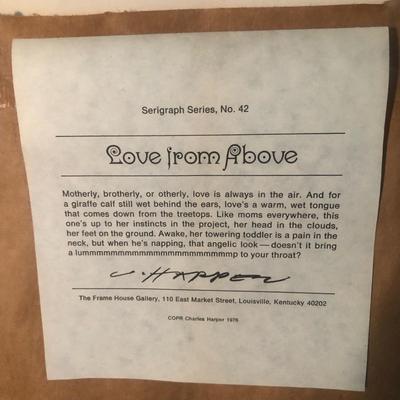 Serigraph Series, No. 42
Love from Above
Motherly, brotherly, or otherly, love is always in the air. And for
a giraffe calf still wet behind the ears, love's a warm, wet tongue
that comes down from the treetops. Like moms everywhere, this
one's up to her instincts in the project, her head in the clouds,
her feet on the ground. Awake, her towering toddler is a pain in the
neck, but when he's napping, that angelic look — doesn't it bring
a lummmmmmmmmmmmmmmmmmmmmmmp to your throat?
C. HARPER
The Frame House Gallery, 110 East Market Street, Louisville, Kentucky 40202
COPR Charles Harper 1976